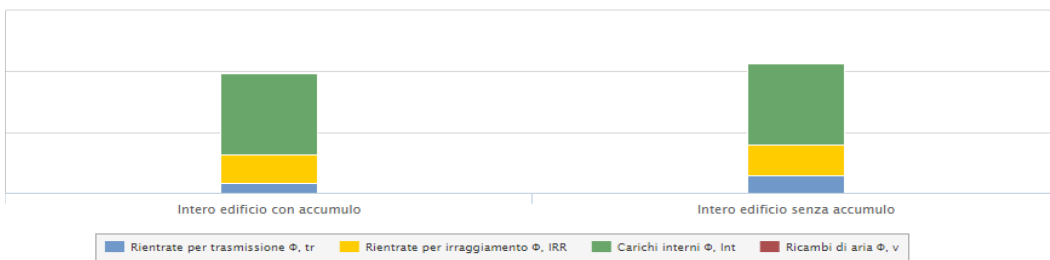 Intero edificio con accumulo Intero edificio senza accumulo
Rientrate per trasmissione Φ, tr Rientrate per irraggiamento Φ, IRR Carichi interni Φ, Int Ricambi di aria Φ, v